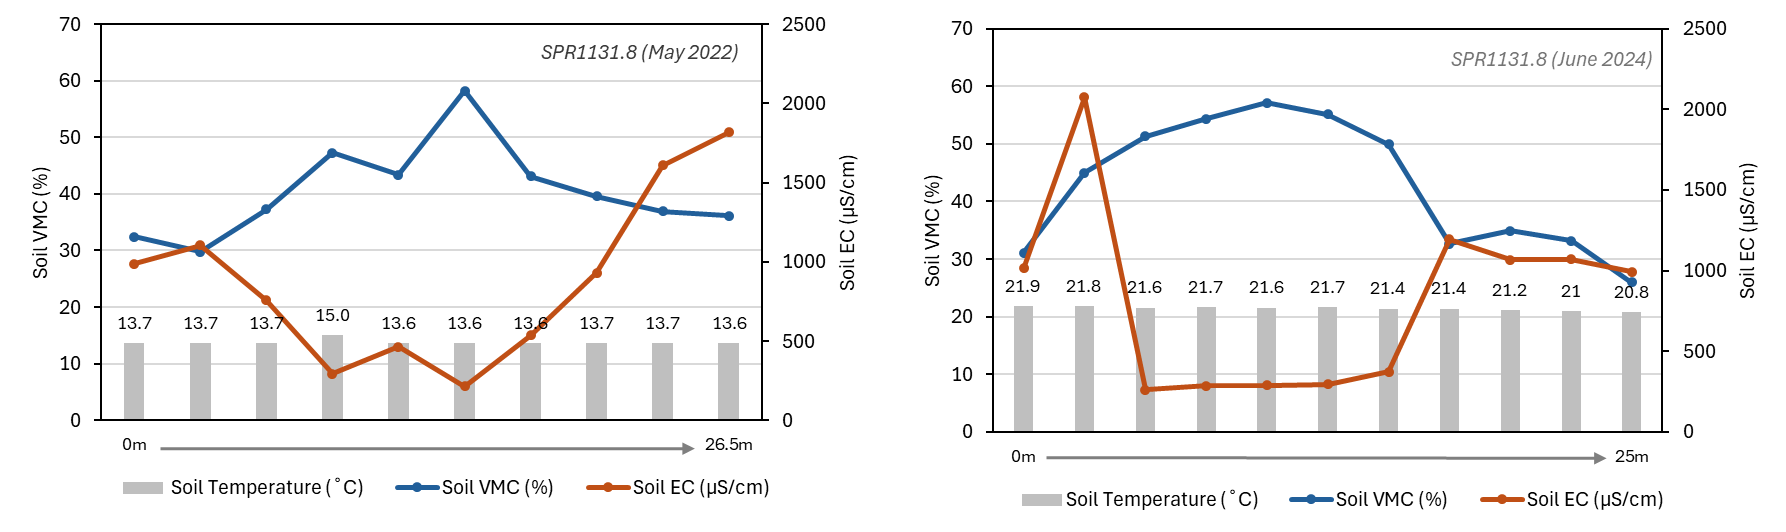 SPR1131.8 (May 2022)
70
60
50
40
30
20
10
0
Soil VMC (%)
2500
2000
1500
1000
500
0
Soil EC (µS/cm)
13.7 13.7 13.7 15.0 13.6 13.6 13.6 13.7 13.7 13.6
0m 26.5m
Soil Temperature (˚C) Soil VMC (%) Soil EC (µS/cm)
SPR1131.8 (June 2024)
70
60
50
40
30
20
10
0
Soil VMC (%)
2500
2000
1500
1000
500
0
Soil EC (µS/cm)
21.9 21.8 21.6 21.7 21.6 21.7 21.4 21.4 21.2 21 20.8
0m 25m
Soil Temperature (˚C) Soil VMC (%) Soil EC (µS/cm)